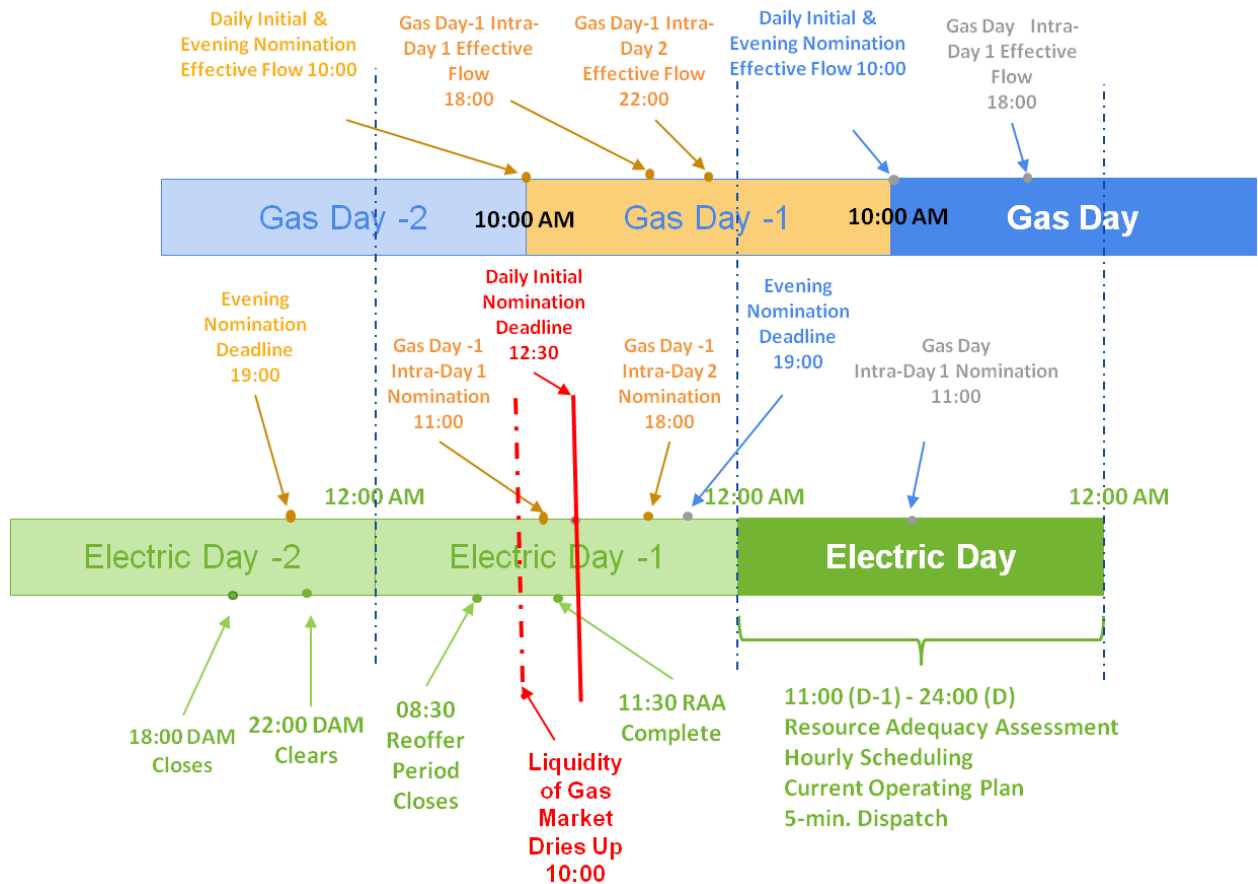 Daily Initial &
Evening Nomination
Effective Flow 10:00
Gas Day-1 Intra-
Day 1 Effective
Flow
18:00
Gas Day-1 Intra-
Day 2
Effective Flow
22:00
Daily Initial &
Evening Nomination
Effective Flow 10:00
Gas Day Intra-
Day 1 Effective
Flow
18:00
Gas Day -2
10:00 AM
Gas Day -1
10:00 AM
Gas Day
Evening
Nomination
Deadline
19:00
Gas Day -1
Intra-Day 1
Nomination
11:00
Daily Initial
Nomination
Deadline
12:30
Gas Day -1
Intra-Day 2
Nomination
18:00
Evening
Nomination
Deadline
19:00
Gas Day
Intra-Day 1 Nomination
11:00
12:00 AM
12:00 AM
12:00 AM
Electric Day -2
Electric Day -1
Electric Day
18:00 DAM
Closes
22:00 DAM
Clears
08:30
Reoffer
Period
Closes
Liquidity
of Gas
Market
Dries Up
10:00
11:30 RAA
Complete
11:00 (D-1) - 24:00 (D)
Resource Adequacy Assessment
Hourly Scheduling
Current Operating Plan
5-min. Dispatch